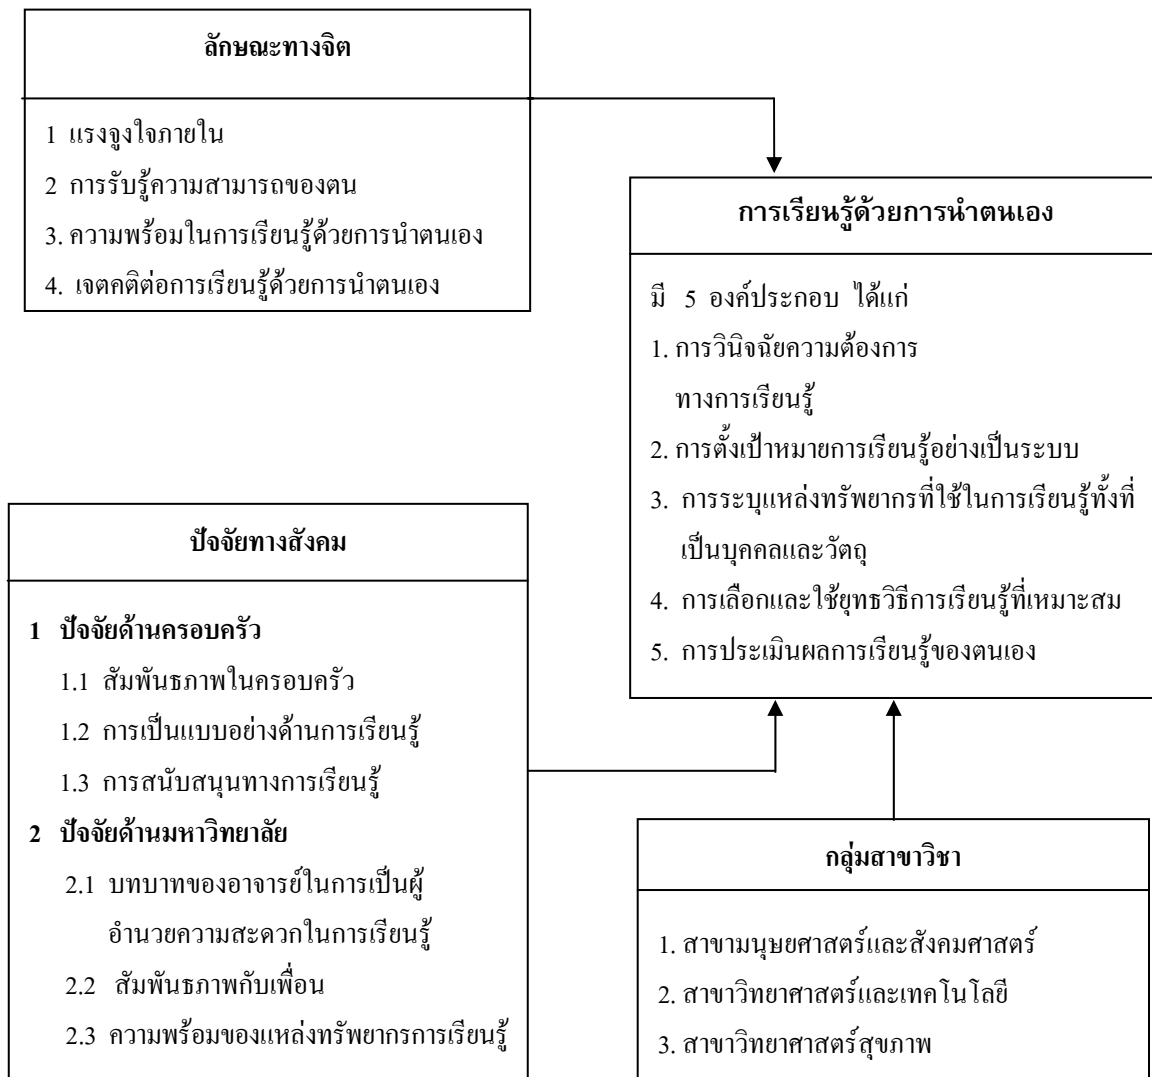 ลักษณะทางจิต
1 แรงจูงใจภายใน
2 การรับรู้ความสามารถของตน
3. ความพร้อมในการเรียนรู้ด้วยการนำตนเอง
4. เจตคติต่อการเรียนรู้ด้วยการนำตนเอง
การเรียนรู้ด้วยการนำตนเอง
มี 5 องค์ประกอบ ได้แก่
1. การวินิจฉัยความต้องการ
ทางการเรียนรู้
2. การตั้งเป้าหมายการเรียนรู้อย่างเป็นระบบ
3. การระบุแหล่งทรัพยากรที่ใช้ในการเรียนรู้ทั้งที่
เป็นบุคคลและวัตถุ
4. การเลือกและใช้ยุทธวิธีการเรียนรู้ที่เหมาะสม
5. การประเมินผลการเรียนรู้ของตนเอง
ปัจจัยทางสังคม
1 ปัจจัยด้านครอบครัว
1.1 สัมพันธภาพในครอบครัว
1.2 การเป็นแบบอย่างด้านการเรียนรู้
1.3 การสนับสนุนทางการเรียนรู้
2 ปัจจัยด้านมหาวิทยาลัย
2.1 บทบาทของอาจารย์ในการเป็นผู้
อำนวยความสะดวกในการเรียนรู้
2.2 สัมพันธภาพกับเพื่อน
2.3 ความพร้อมของแหล่งทรัพยากรการเรียนรู้
กลุ่มสาขาวิชา
1. สาขามนุษยศาสตร์และสังคมศาสตร์
2. สาขาวิทยาศาสตร์และเทคโนโลยี
3. สาขาวิทยาศาสตร์สุขภาพ